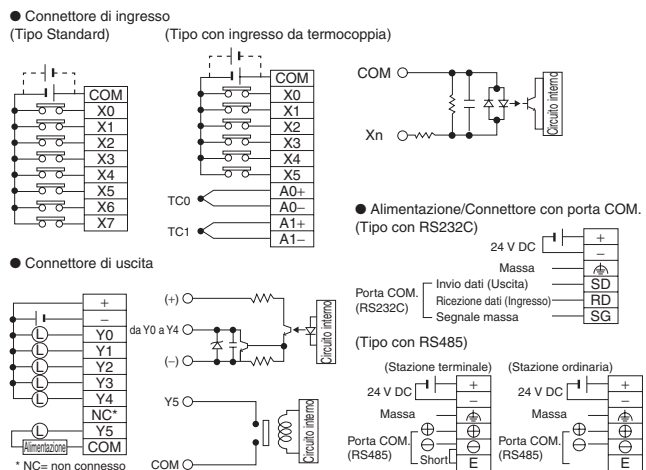 ● Connettore di ingresso
(Tipo Standard)
(Tipo con ingresso da termocoppia)
COM
X0
X1
X2
X3
X4
X5
X6
X7
COM
X0
X1
X2
X3
X4
X5
A0+
A0−
A1+
A1−
TC0
TC1
COM
Xn
Circuito interno
● Alimentazione/Connettore con porta COM.
(Tipo con RS232C)
24 V DC
+
−
Massa
Porta COM.
(RS232C)
Invio dati (Uscita)
SD
Ricezione dati (Ingresso)
RD
Segnale massa
SG
● Connettore di uscita
+
−
L
Y0
L
Y1
L
Y2
L
Y3
L
Y4
NC*
L
Y5
Alimentazione
COM
* NC= non connesso
(+)
da Y0 a Y4
(−)
Circuito interno
Y5
COM
Circuito interno
(Tipo con RS485)
(Stazione terminale)
24 V DC
+
−
Massa
Porta COM.
(RS485)
⊕
⊕
⊖
⊖
Short
E
(Stazione ordinaria)
24 V DC
+
−
Massa
Porta COM.
(RS485)
⊕
⊕
⊖
⊖
E